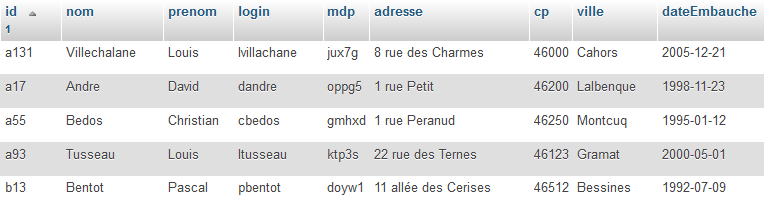 id nom prenom login mdp adresse cp ville dateEmbauche
1
a131 Villechalane Louis lvillachane jux7g 8 rue des Charmes 46000 Cahors 2005-12-21
a17 Andre David dandre oppg5 1 rue Petit 46200 Lalbenque 1998-11-23
a55 Bedos Christian cbedos gmhxd 1 rue Peranud 46250 Montcuq 1995-01-12
a93 Tusseau Louis ltusseau ktp3s 22 rue des Ternes 46123 Gramat 2000-05-01
b13 Bentot Pascal pbentot doyw1 11 allée des Cerises 46512 Bessines 1992-07-09